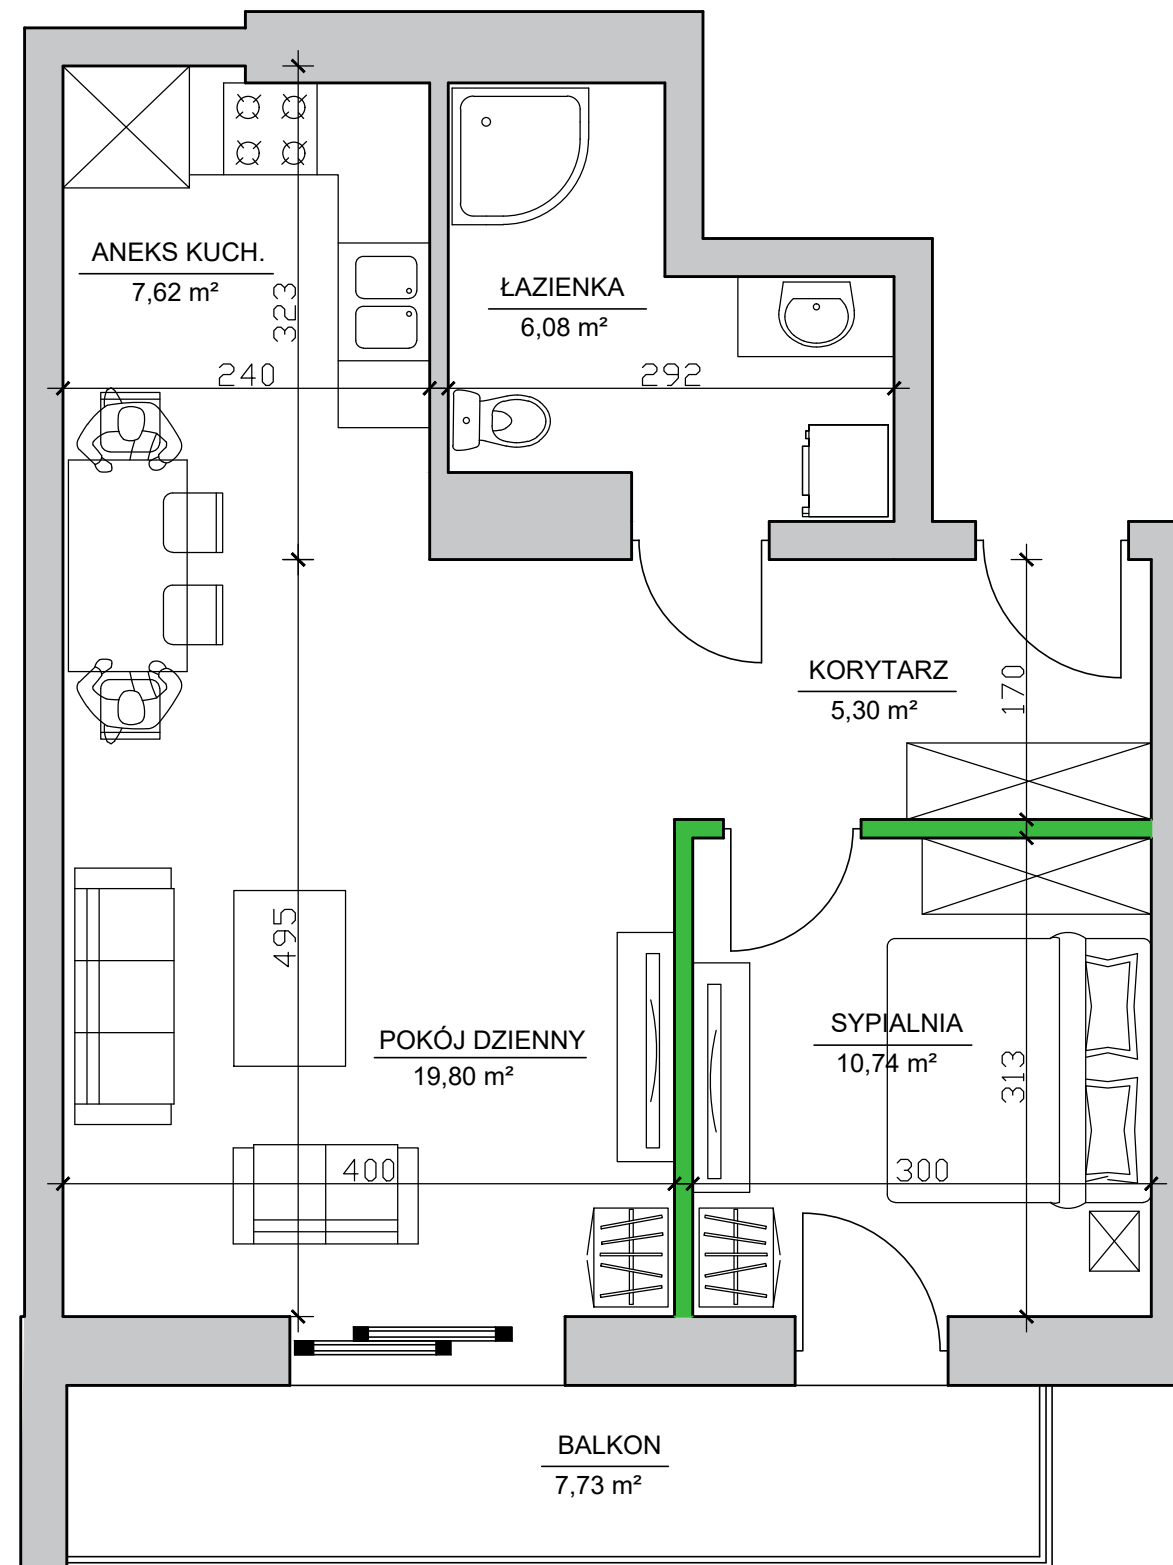 ANEKS KUCH.
7,62 m²
323
240
ŁAZIENKA
6,08 m²
292
KORYTARZ
5,30 m²
170
495
POKÓJ DZIENNY
19,80 m²
400
SYPIALNIA
10,74 m²
313
300
BALKON
7,73 m²